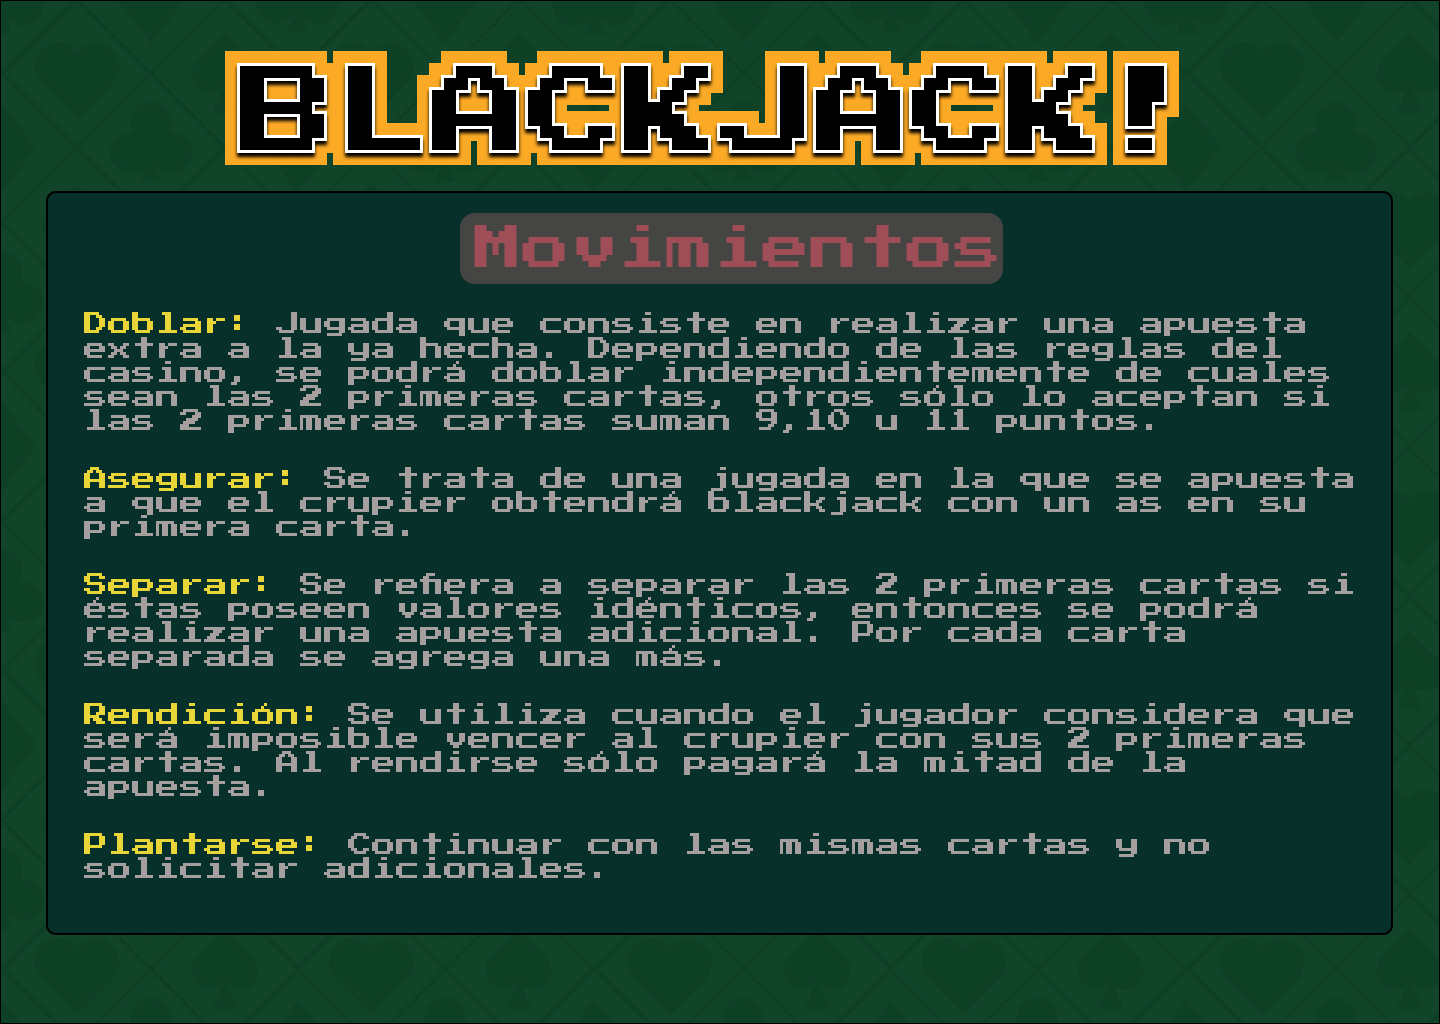 BLACKJACK!
Movimientos
Doblar: Jugada que consiste en realizar una apuesta
extra a la ya hecha. Dependiendo de las reglas del
casino, se podrá doblar independientemente de cuales
sean las 2 primeras cartas, otros sólo lo aceptan si
las 2 primeras cartas suman 9,10 u 11 puntos.
Asegurar: Se trata de una jugada en la que se apuesta
a que el crupier obtendrá blackjack con un as en su
primera carta.
Separar: Se refiera a separar las 2 primeras cartas si
éstas poseen valores idénticos, entonces se podrá
realizar una apuesta adicional. Por cada carta
separada se agrega una más.
Rendición: Se utiliza cuando el jugador considera que
será imposible vencer al crupier con sus 2 primeras
cartas. Al rendirse sólo pagará la mitad de la
apuesta.
Plantarse: Continuar con las mismas cartas y no
solicitar adicionales.